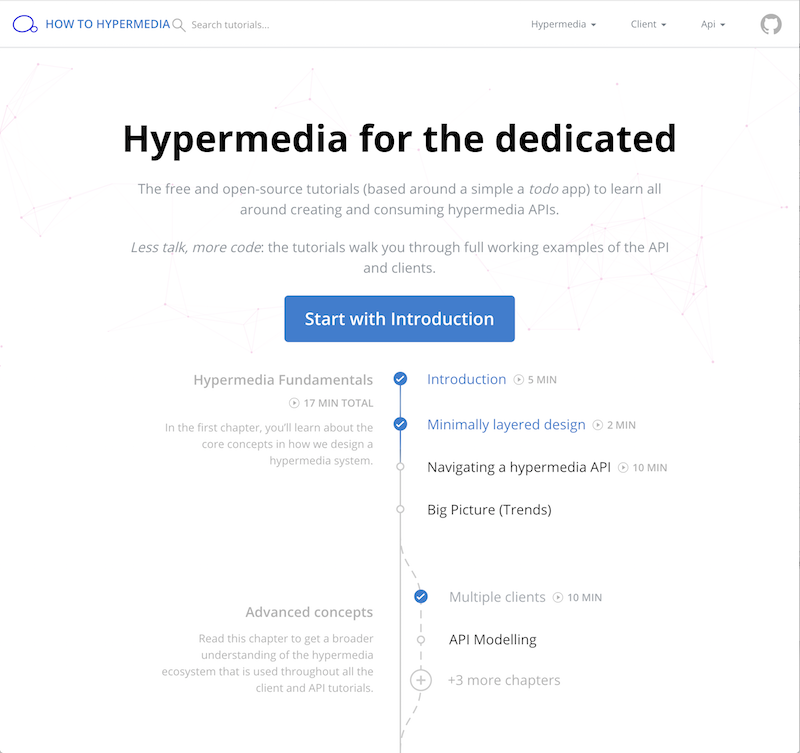 HOW TO HYPERMEDIA
Search tutorials...
Hypermedia
Client
Api
Hypermedia for the dedicated
The free and open-source tutorials (based around a simple a todo app) to learn all
around creating and consuming hypermedia APIs.
Less talk, more code: the tutorials walk you through full working examples of the API
and clients.
Start with Introduction
Hypermedia Fundamentals
17 MIN TOTAL
In the first chapter, you'll learn about the
core concepts in how we design a
hypermedia system.
Introduction 5 MIN
Minimally layered design 2 MIN
Navigating a hypermedia API 10 MIN
Big Picture (Trends)
Advanced concepts
Read this chapter to get a broader
understanding of the hypermedia
ecosystem that is used throughout all the
client and API tutorials.
Multiple clients 10 MIN
API Modelling
+3 more chapters